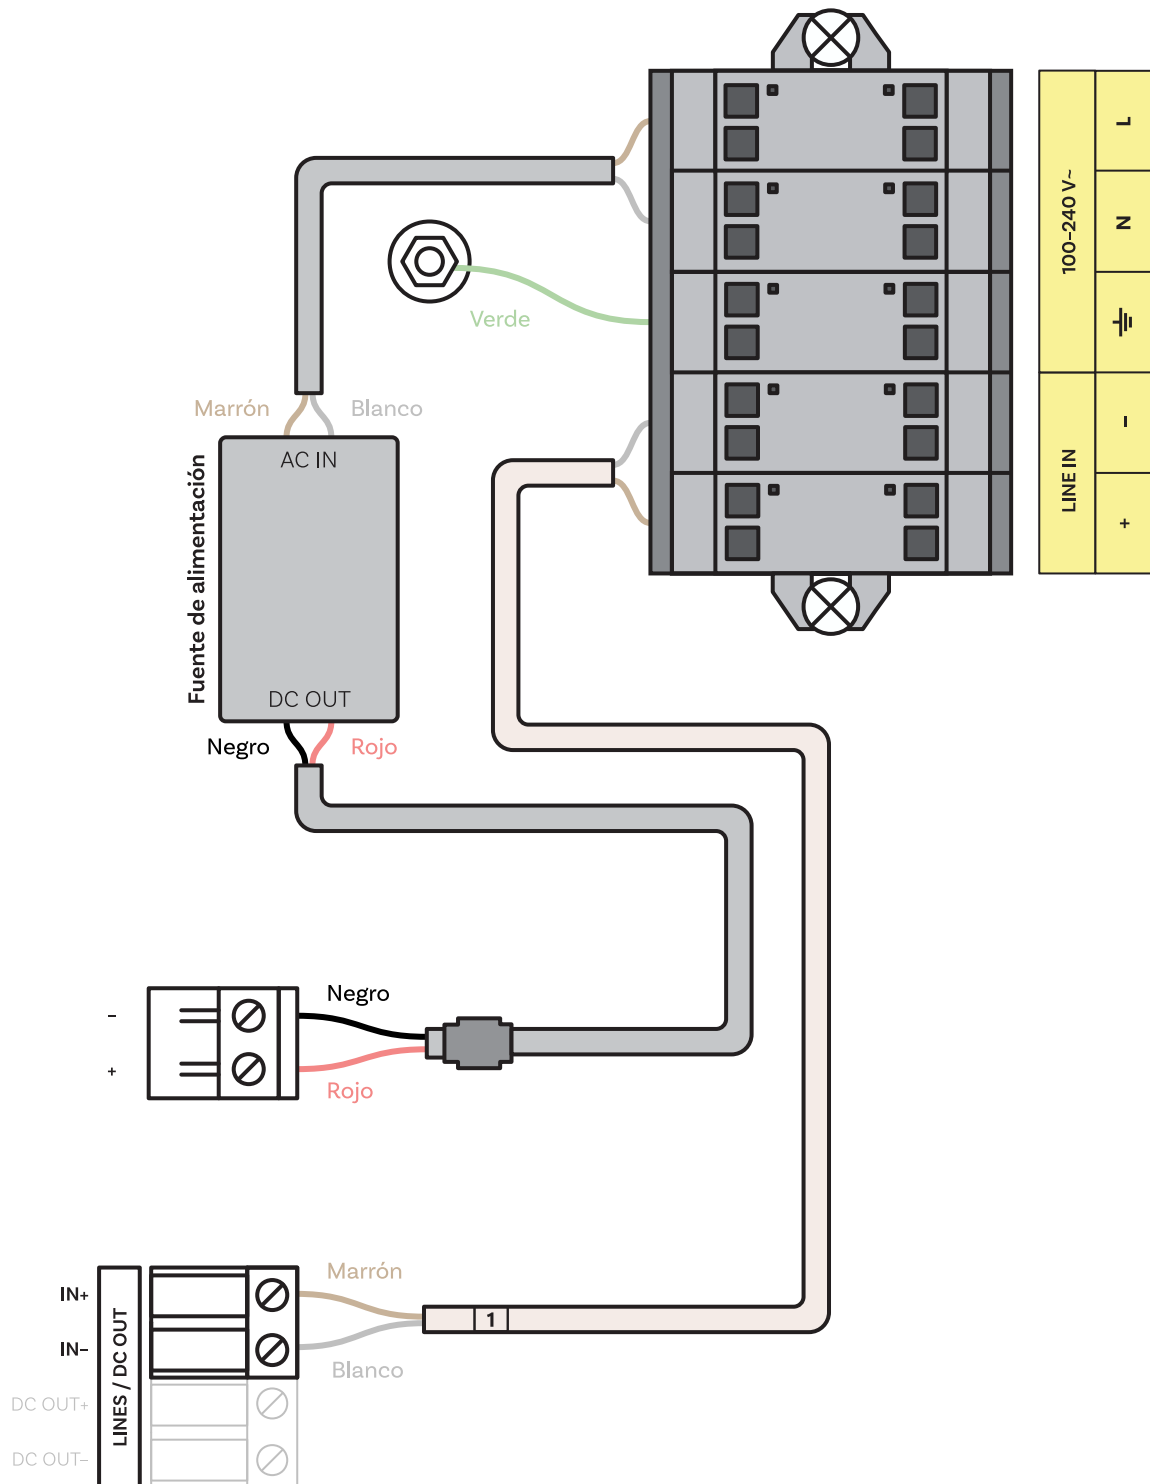 L
100-240 V~
N
Verde
Marrón
Blanco
-
AC IN
LINE IN
Fuente de alimentación
+
DC OUT
Negro
Rojo
Negro
-
+
Rojo
Marrón
IN+
1
IN-
LINES / DC OUT
Blanco
DC OUT+
DC OUT-